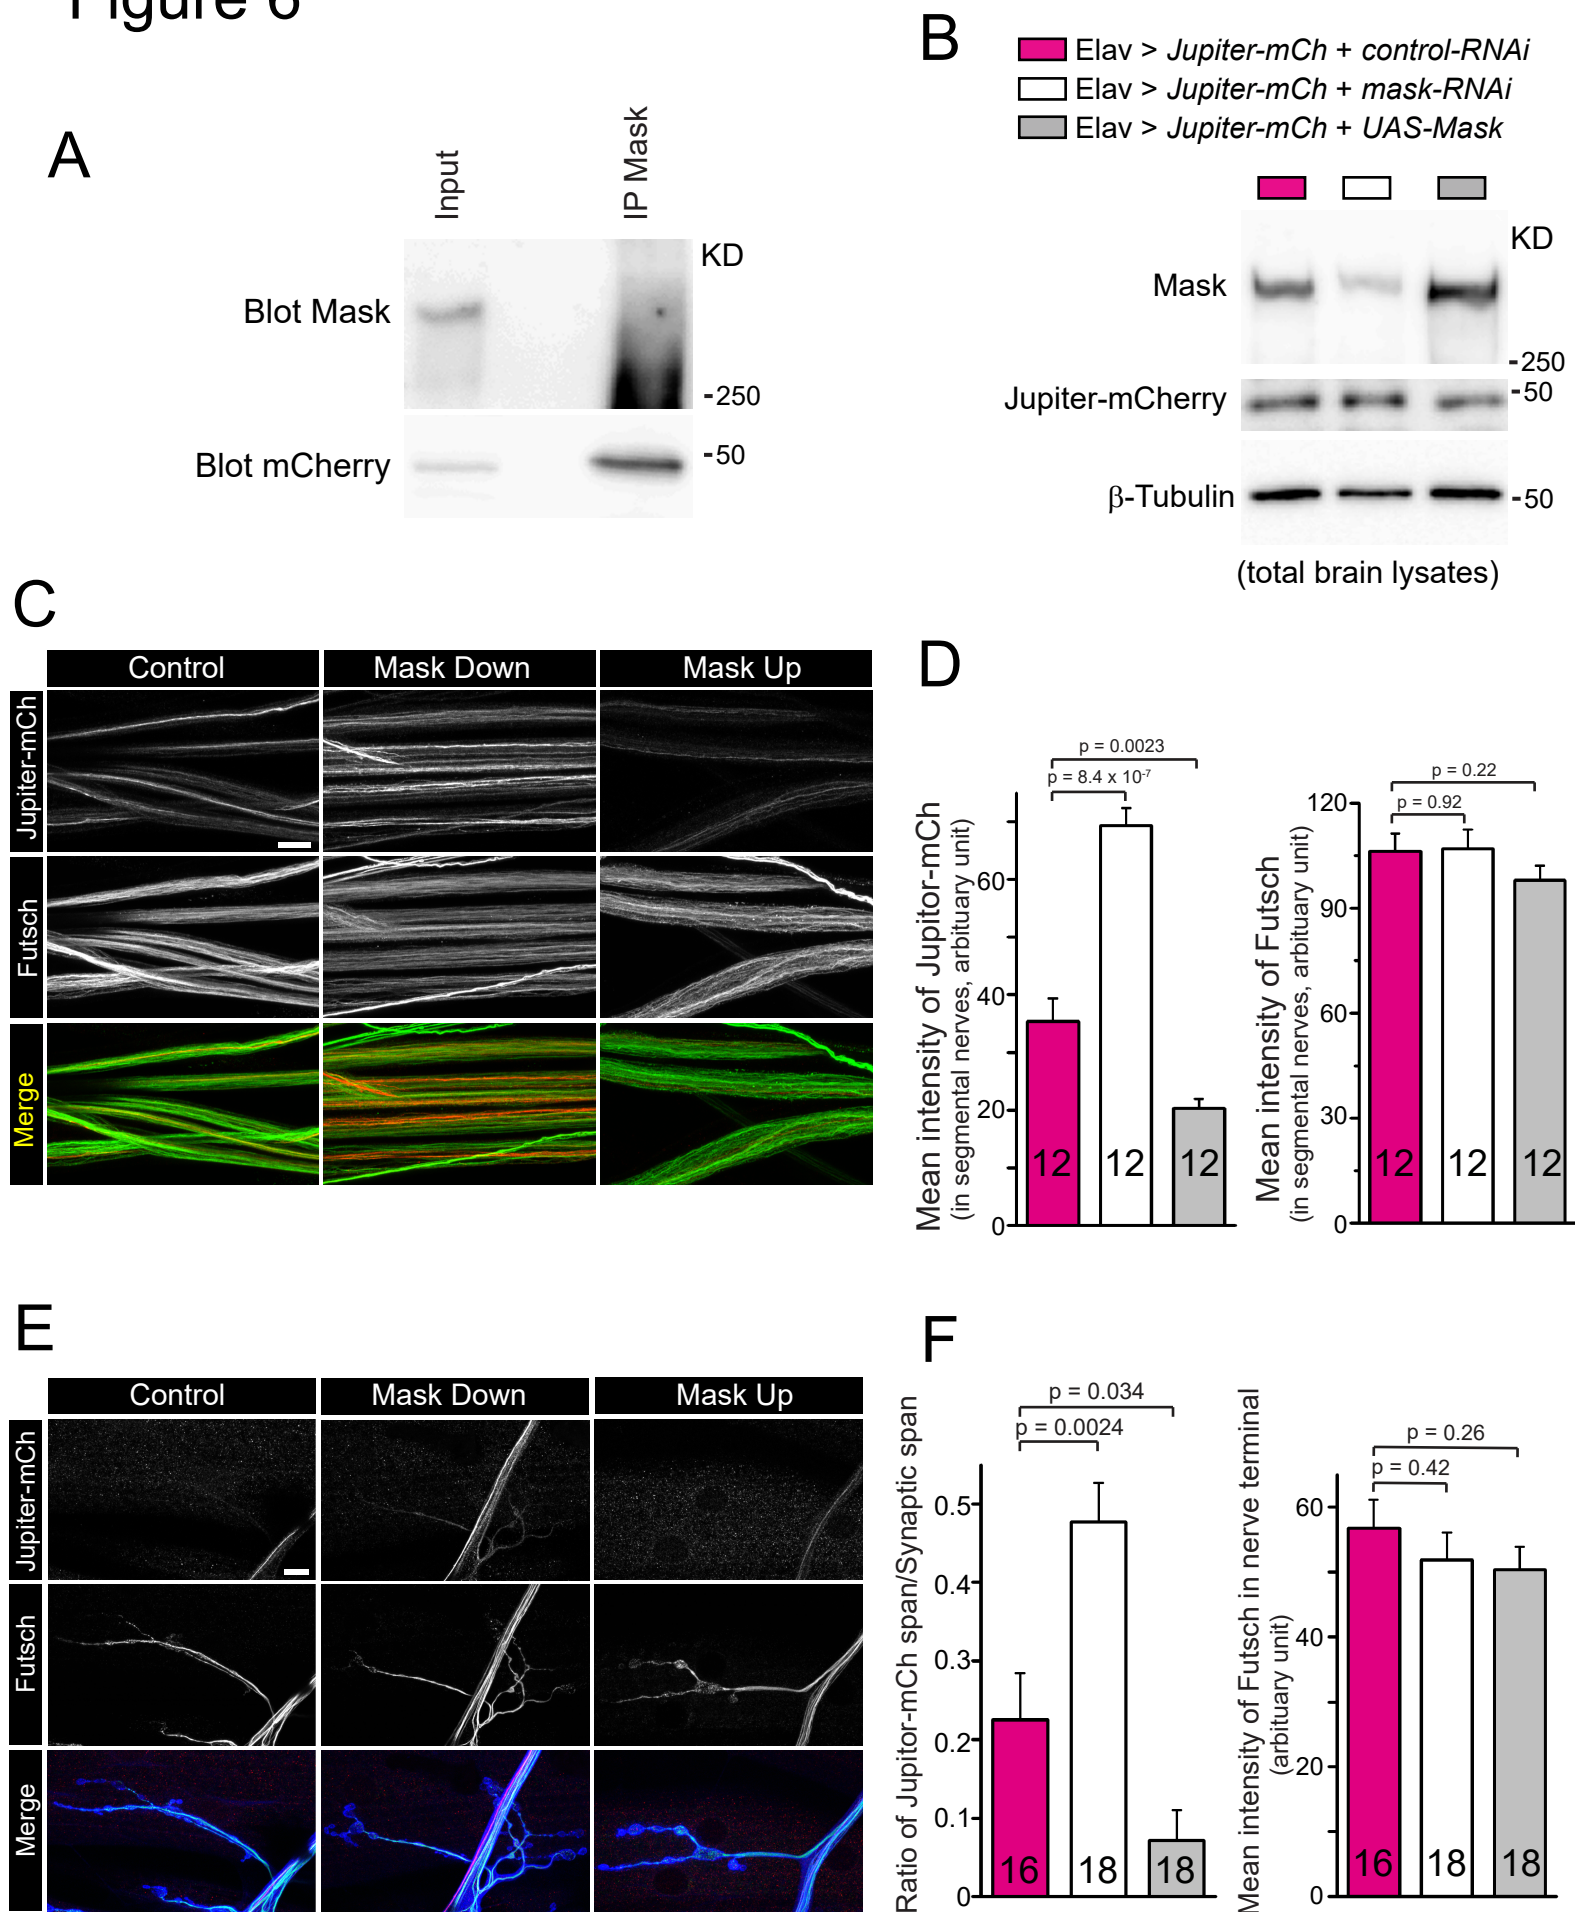 Figure 6
A
Input
IP Mask
KD
Blot Mask
-250
Blot mCherry
-50
B
Elav > Jupiter-mCh + control-RNAi
Elav > Jupiter-mCh + mask-RNAi
Elav > Jupiter-mCh + UAS-Mask
KD
Mask
-250
Jupiter-mCherry
-50
β-Tubulin
-50
(total brain lysates)
C
Control
Mask Down
Mask Up
Jupiter-mCh
Futsch
Merge
D
Mean intensity of Jupitor-mCh
(in segmental nerves, arbituary unit)
p = 0.0023
p = 8.4 x 10-7
60
40
20
0
12
12
12
Mean intensity of Futsch
(in segmental nerves, arbituary unit)
p = 0.22
p = 0.92
120
90
60
30
0
12
12
12
E
Control
Mask Down
Mask Up
Jupiter-mCh
Futsch
Merge
F
Ratio of Jupitor-mCh span/Synaptic span
p = 0.034
p = 0.0024
0.5
0.4
0.3
0.2
0.1
0
16
18
18
Mean intensity of Futsch in nerve terminal
(arbituary unit)
p = 0.26
p = 0.42
60
40
20
0
16
18
18